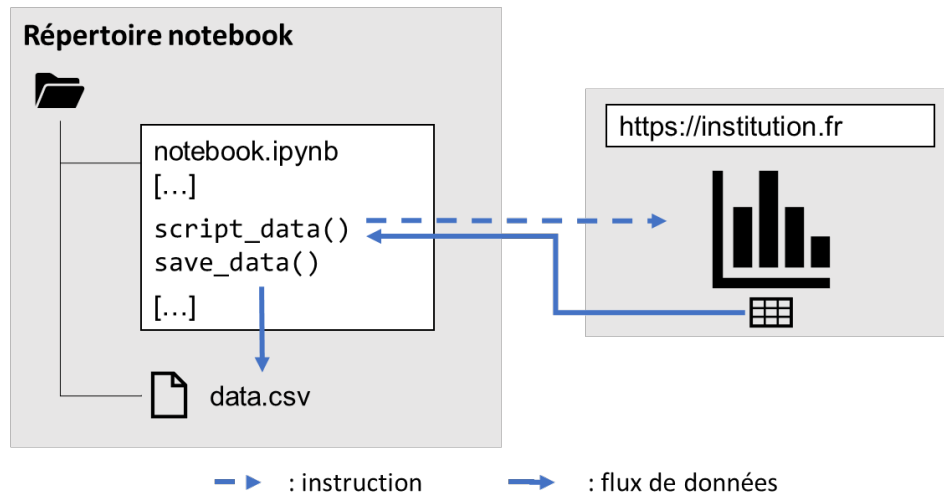 Répertoire notebook
notebook.ipynb
[...]
script_data()
save_data()
[...]
data.csv
https://institution.fr
: instruction
: flux de données